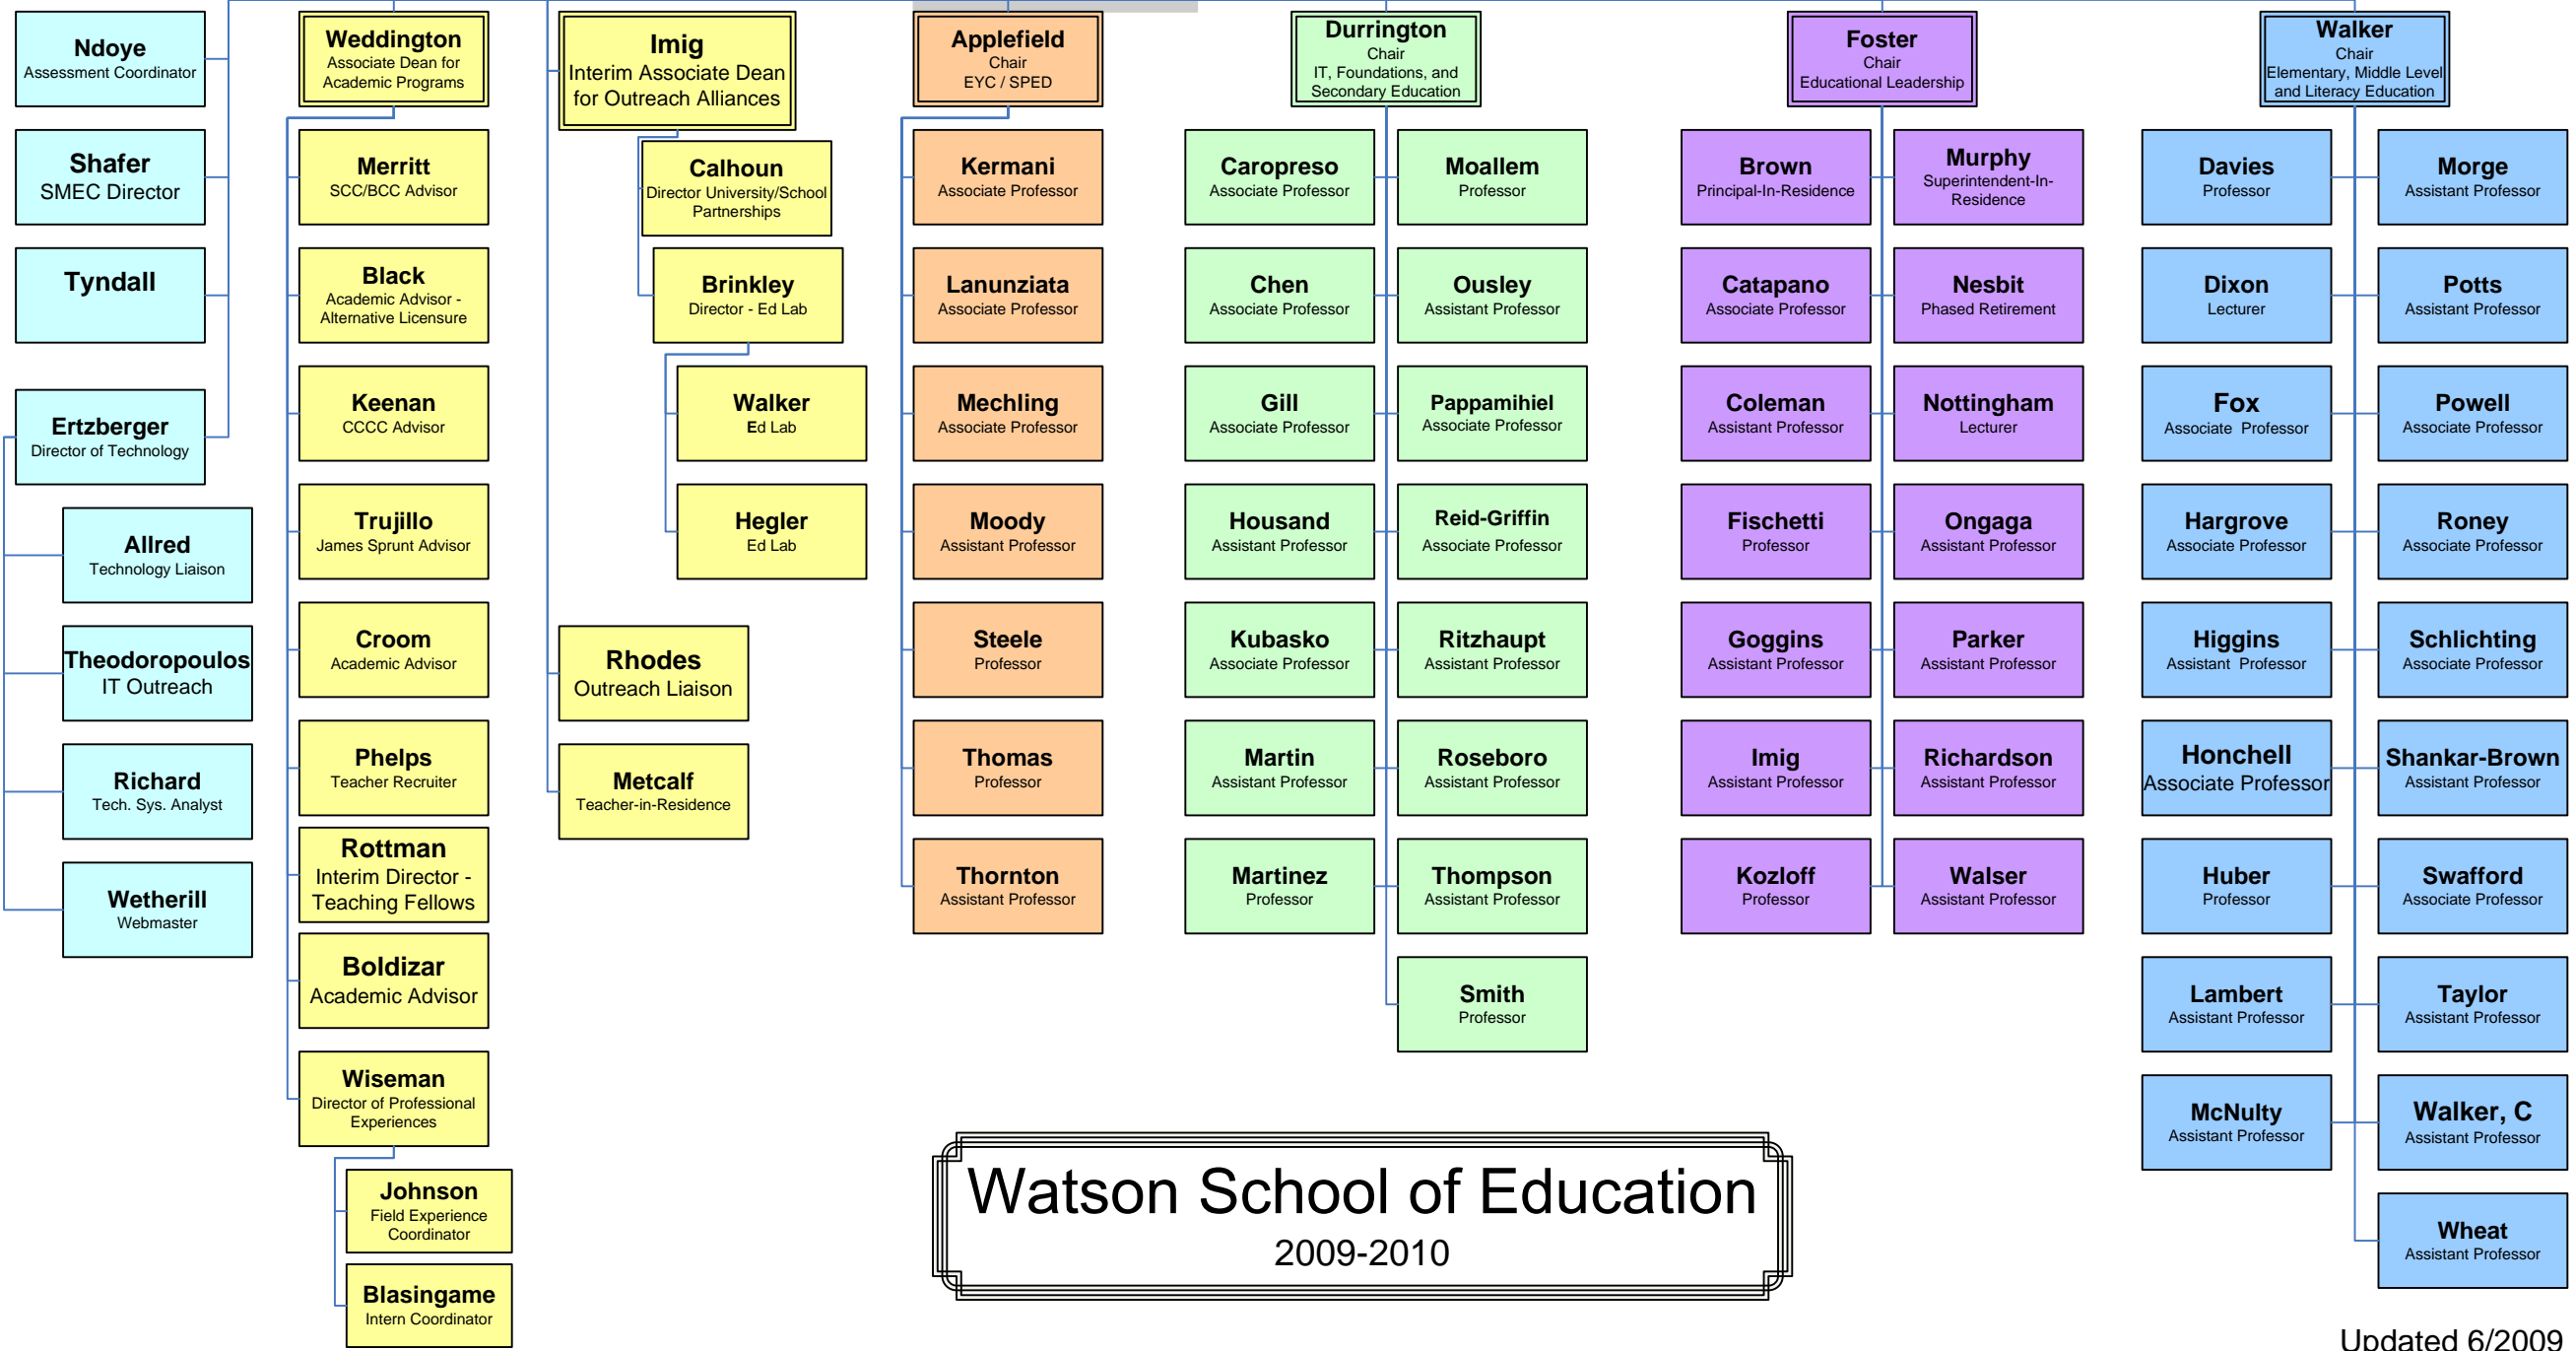 Ndoye
Assessment Coordinator
Shafer
SMEC Director
Tyndall
Ertzberger
Director of Technology
Allred
Technology Liaison
Theodoropoulos
IT Outreach
Richard
Tech. Sys. Analyst
Wetherill
Webmaster
Weddington
Associate Dean for
Academic Programs
Merritt
SCC/BCC Advisor
Black
Academic Advisor -
Alternative Licensure
Keenan
CCCC Advisor
Trujillo
James Sprunt Advisor
Croom
Academic Advisor
Phelps
Teacher Recruiter
Rottman
Interim Director -
Teaching Fellows
Boldizar
Academic Advisor
Wiseman
Director of Professional
Experiences
Johnson
Field Experience
Coordinator
Blasingame
Intern Coordinator
Imig
Interim Associate Dean
for Outreach Alliances
Calhoun
Director University/School
Partnerships
Brinkley
Director - Ed Lab
Walker
Ed Lab
Hegler
Ed Lab
Rhodes
Outreach Liaison
Metcalf
Teacher-in-Residence
Applefield
Chair
EYC / SPED
Kermani
Associate Professor
Lanunziata
Associate Professor
Mechling
Associate Professor
Moody
Assistant Professor
Steele
Professor
Thomas
Professor
Thornton
Assistant Professor
Durrington
Chair
IT, Foundations, and
Secondary Education
Caropreso
Associate Professor
Moallem
Professor
Chen
Associate Professor
Ousley
Assistant Professor
Gill
Associate Professor
Pappamihiel
Associate Professor
Housand
Assistant Professor
Reid-Griffin
Associate Professor
Kubasko
Associate Professor
Ritzhaupt
Assistant Professor
Martin
Assistant Professor
Roseboro
Assistant Professor
Martinez
Professor
Thompson
Assistant Professor
Smith
Professor
Foster
Chair
Educational Leadership
Brown
Principal-In-Residence
Murphy
Superintendent-In-
Residence
Catapano
Associate Professor
Nesbit
Phased Retirement
Coleman
Assistant Professor
Nottingham
Lecturer
Fischetti
Professor
Ongaga
Assistant Professor
Goggins
Assistant Professor
Parker
Assistant Professor
Imig
Assistant Professor
Richardson
Assistant Professor
Kozloff
Professor
Walser
Assistant Professor
Walker
Chair
Elementary, Middle Level
and Literacy Education
Davies
Professor
Morge
Assistant Professor
Dixon
Lecturer
Potts
Assistant Professor
Fox
Associate Professor
Powell
Associate Professor
Hargrove
Associate Professor
Roney
Associate Professor
Higgins
Assistant Professor
Schlichting
Associate Professor
Honchell
Associate Professor
Shankar-Brown
Assistant Professor
Huber
Professor
Swafford
Associate Professor
Lambert
Assistant Professor
Taylor
Assistant Professor
McNulty
Assistant Professor
Walker, C
Assistant Professor
Wheat
Assistant Professor
Watson School of Education
2009-2010
Updated 6/2009